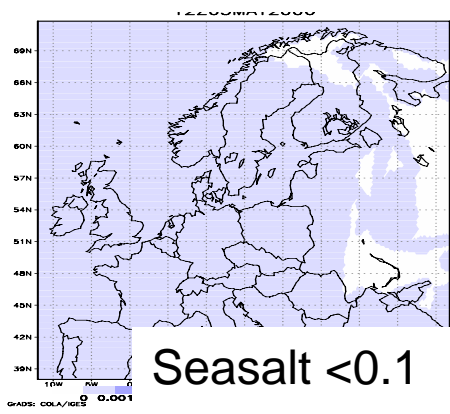 69N
66N
63N
60N
57N
54N
51N
48N
45N
42N
39N
10W 5W 0
0 0.001
GrADS: COLA/IGES
Seasalt <0.1